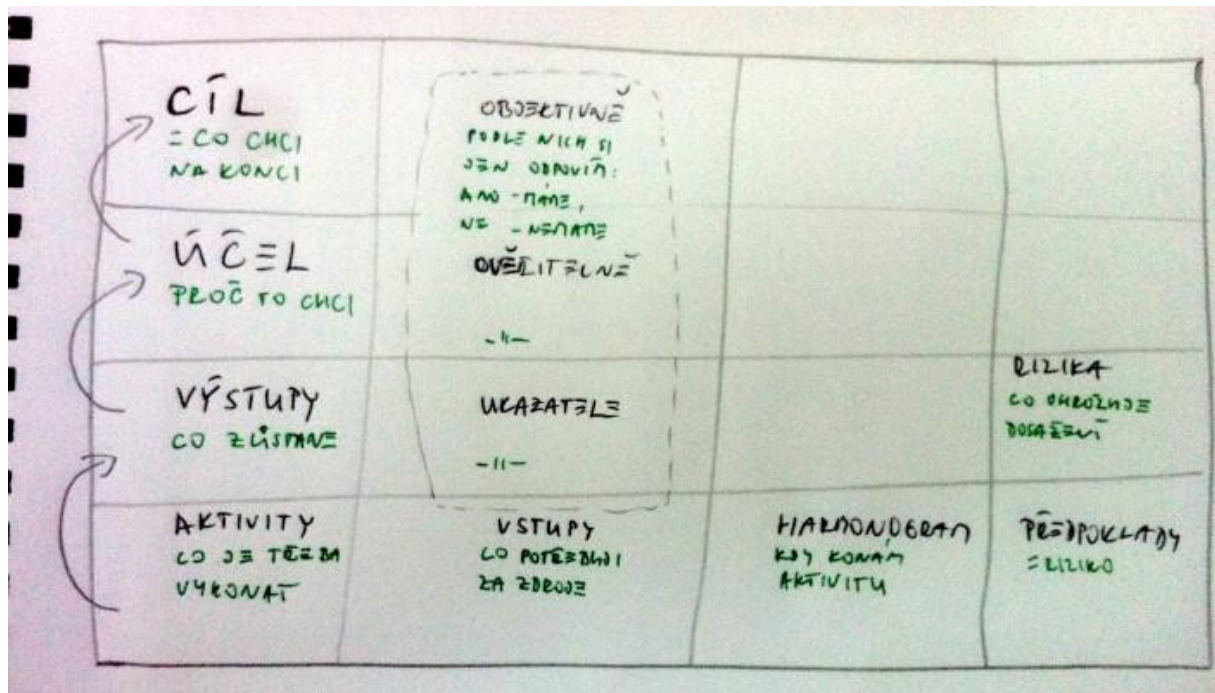 CÍL
= CO CHCI
NA KONCI
OBJEKTIVNĚ
PODLE NICH SI
JEN ODPOVÍM:
ANO - MÁME,
NE - NEMÁME
ÚČEL
PROČ TO CHCI
OVĚŘITELNĚ
-"-
VÝSTUPY
CO ZŮSTANE
UKAZATELE
-"-
RIZIKA
CO OHROŽUJE
DOSAŽENÍ
AKTIVITY
CO JE TŘEBA
VYKONAT
VSTUPY
CO POTŘEBUJI
ZA ZDROJE
HARMONOGRAM
KDY KONÁM
AKTIVITU
PŘEDPOKLADY
= RIZIKO